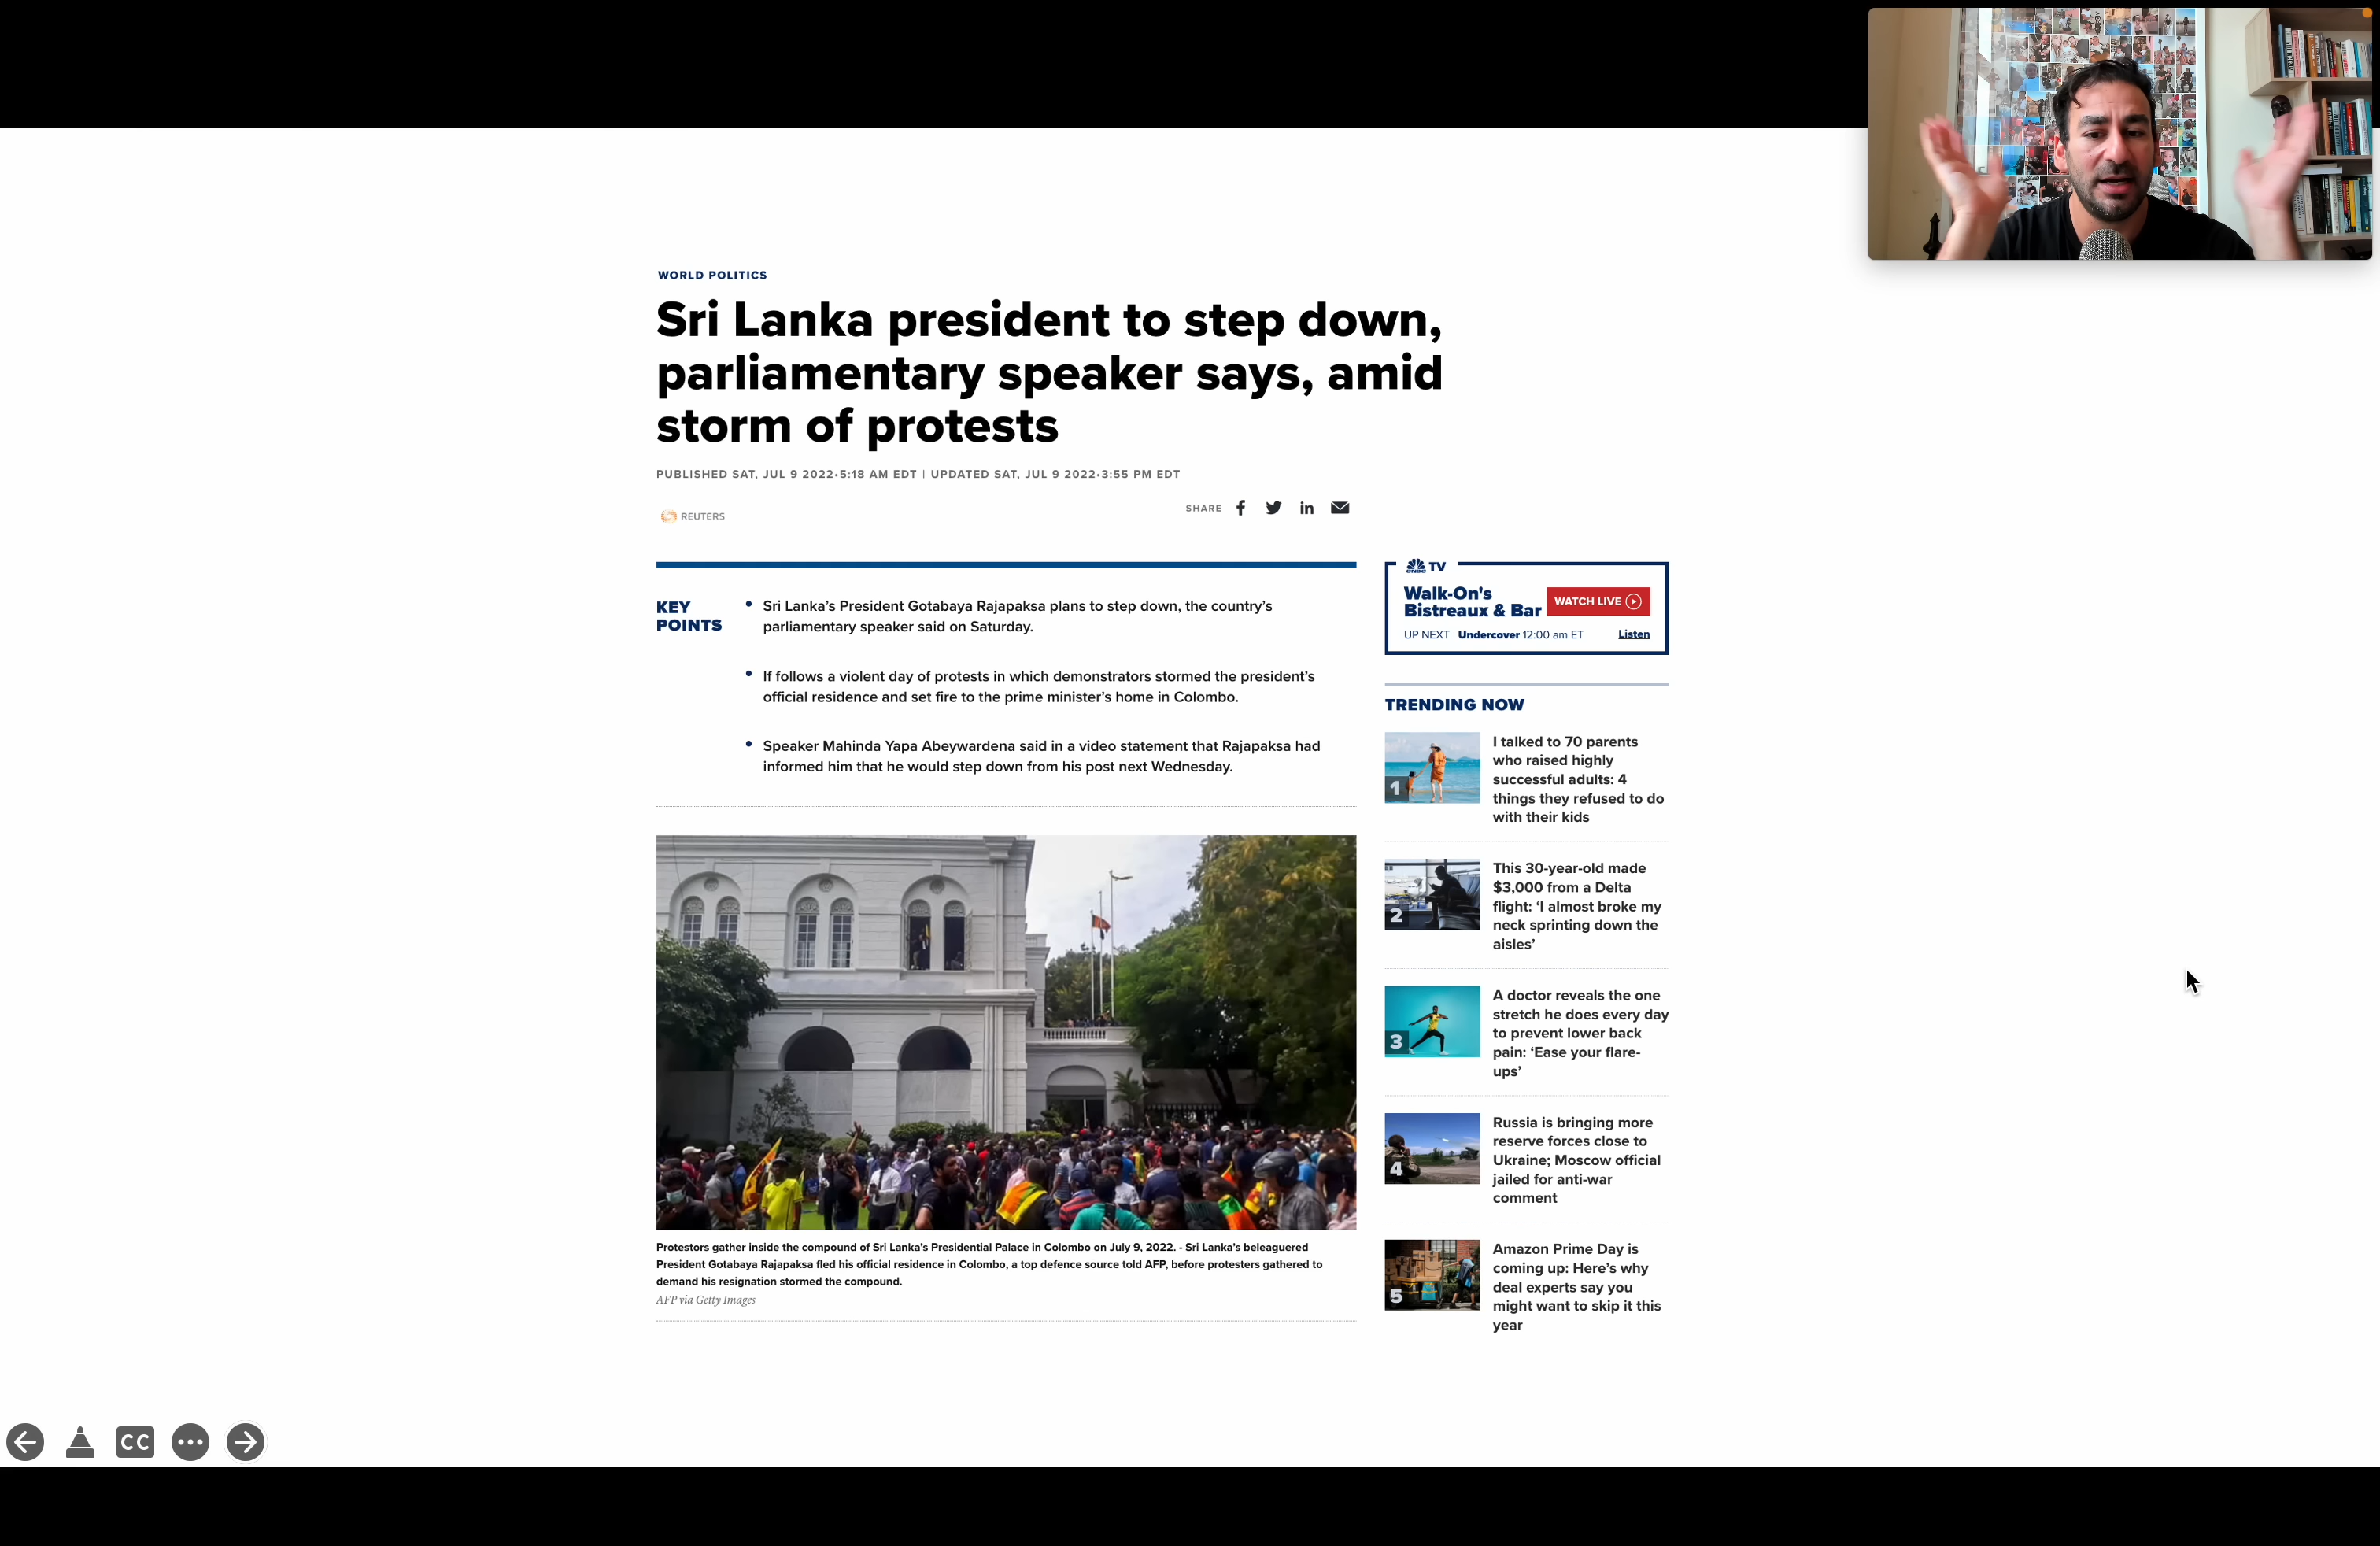 WORLD POLITICS
Sri Lanka president to step down,
parliamentary speaker says, amid
storm of protests
PUBLISHED SAT, JUL 9 2022•5:18 AM EDT | UPDATED SAT, JUL 9 2022•3:55 PM EDT
REUTERS
SHARE
KEY
POINTS
• Sri Lanka’s President Gotabaya Rajapaksa plans to step down, the country’s
parliamentary speaker said on Saturday.
• If follows a violent day of protests in which demonstrators stormed the president’s
official residence and set fire to the prime minister’s home in Colombo.
• Speaker Mahinda Yapa Abeywardena said in a video statement that Rajapaksa had
informed him that he would step down from his post next Wednesday.
Protestors gather inside the compound of Sri Lanka’s Presidential Palace in Colombo on July 9, 2022. - Sri Lanka’s beleaguered
President Gotabaya Rajapaksa fled his official residence in Colombo, a top defence source told AFP, before protesters gathered to
demand his resignation stormed the compound.
AFP via Getty Images
CNBC TV
Walk-On's
Bistreaux & Bar
WATCH LIVE
UP NEXT | Undercover 12:00 am ET
Listen
TRENDING NOW
1
I talked to 70 parents
who raised highly
successful adults: 4
things they refused to do
with their kids
2
This 30-year-old made
$3,000 from a Delta
flight: ‘I almost broke my
neck sprinting down the
aisles’
3
A doctor reveals the one
stretch he does every day
to prevent lower back
pain: ‘Ease your flare-
ups’
4
Russia is bringing more
reserve forces close to
Ukraine; Moscow official
jailed for anti-war
comment
5
Amazon Prime Day is
coming up: Here’s why
deal experts say you
might want to skip it this
year
CC